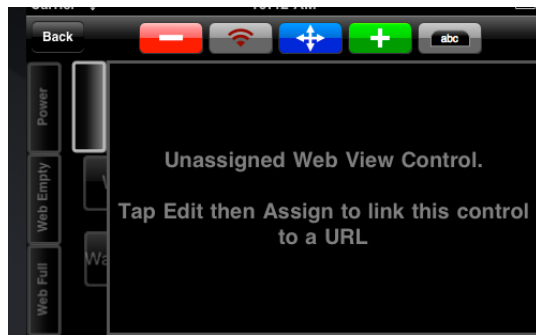 Back
abc
Power
Web Empty
Web Full
Unassigned Web View Control.
Tap Edit then Assign to link this control
to a URL